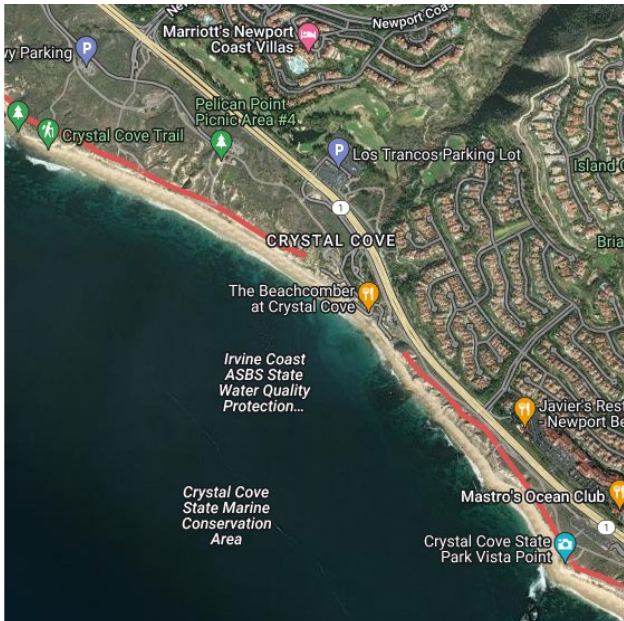 Newport Coas
Marriott's Newport
Coast Villas
vy Parking
Pelican Point
Picnic Area #4
Crystal Cove Trail
Los Trancos Parking Lot
Island
1
CRYSTAL COVE
Bria
The Beachcomber
at Crystal Cove
Irvine Coast
ASBS State
Water Quality
Protection...
Javier's Rest
- Newport Be
Crystal Cove
State Marine
Conservation
Area
Mastro's Ocean Club
1
Crystal Cove State
Park Vista Point
P
P